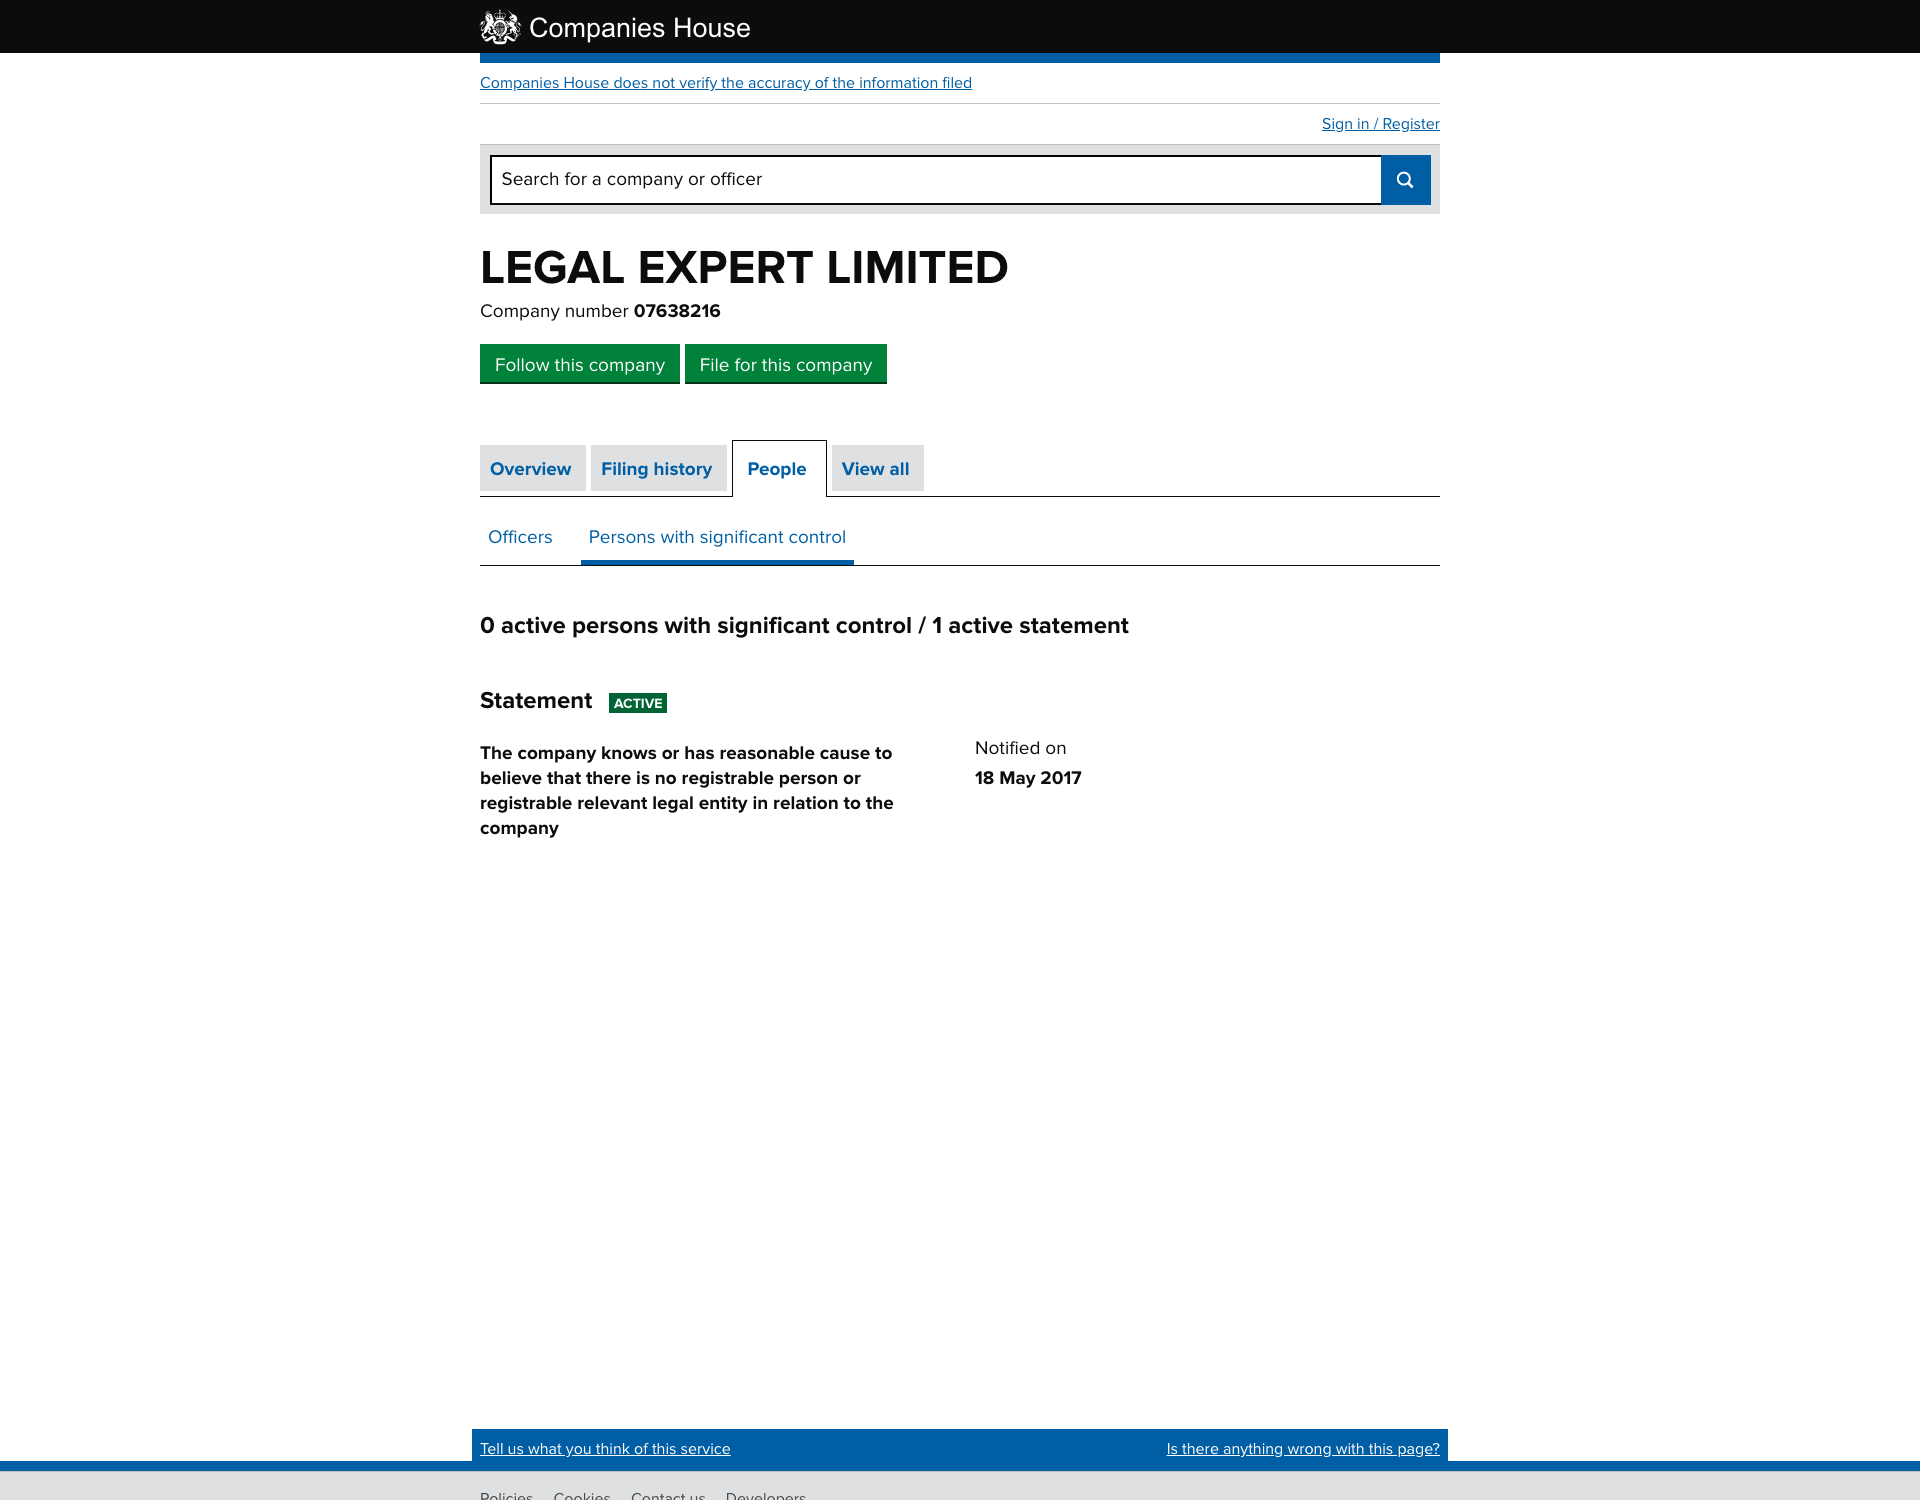 Companies House
Companies House does not verify the accuracy of the information filed
Sign in / Register
Search for a company or officer
LEGAL EXPERT LIMITED
Company number 07638216
Follow this company File for this company
Overview Filing history People View all
Officers Persons with significant control
0 active persons with significant control / 1 active statement
Statement ACTIVE
The company knows or has reasonable cause to
believe that there is no registrable person or
registrable relevant legal entity in relation to the
company
Notified on
18 May 2017
Tell us what you think of this service Is there anything wrong with this page?
Policies Cookies Contact us Developers